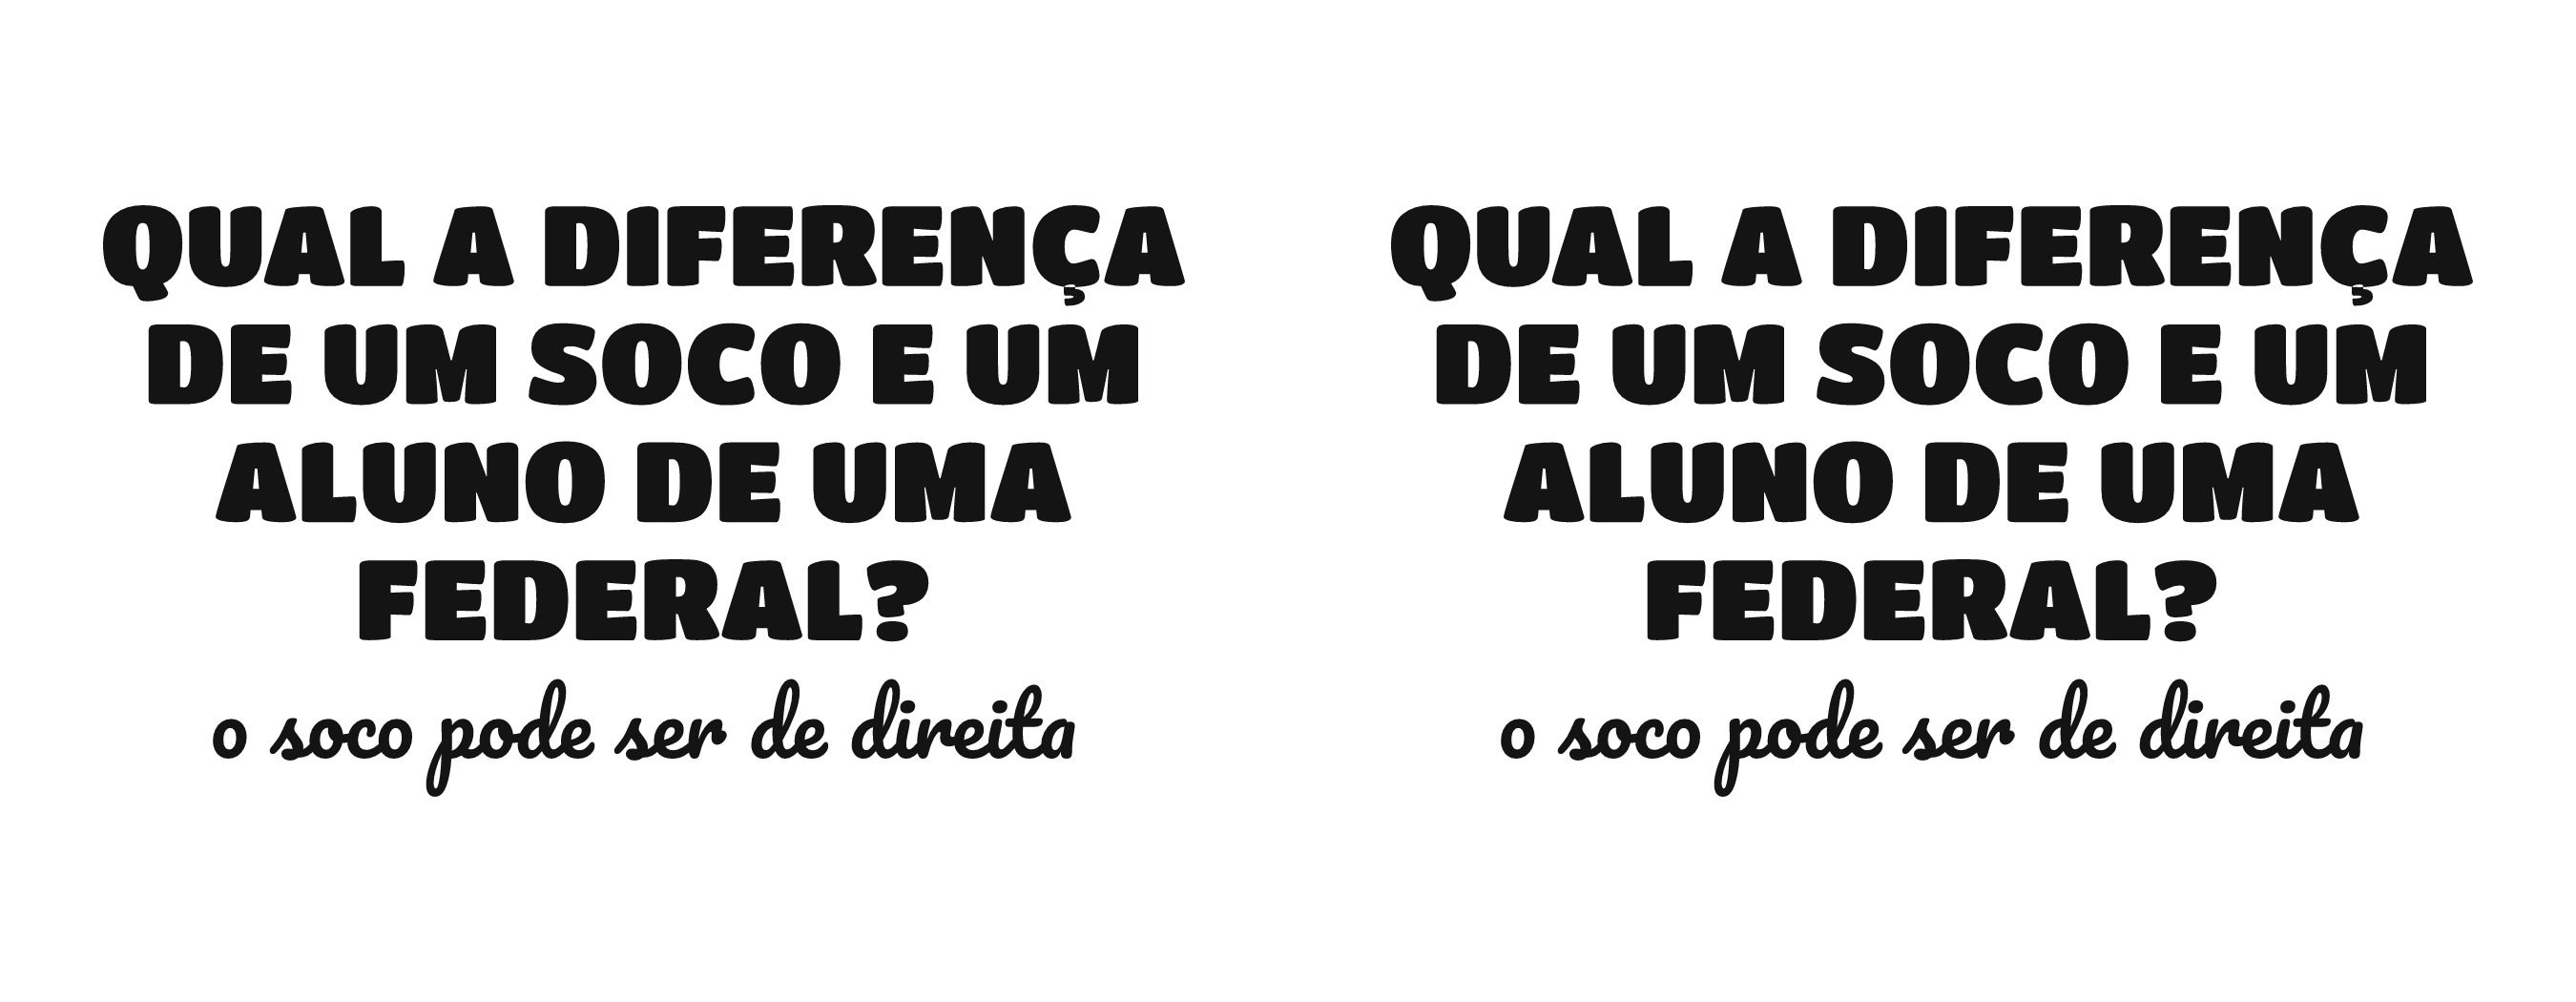 QUAL A DIFERENÇA
DE UM SOCO E UM
ALUNO DE UMA
FEDERAL?
o soco pode ser de direita
QUAL A DIFERENÇA
DE UM SOCO E UM
ALUNO DE UMA
FEDERAL?
o soco pode ser de direita